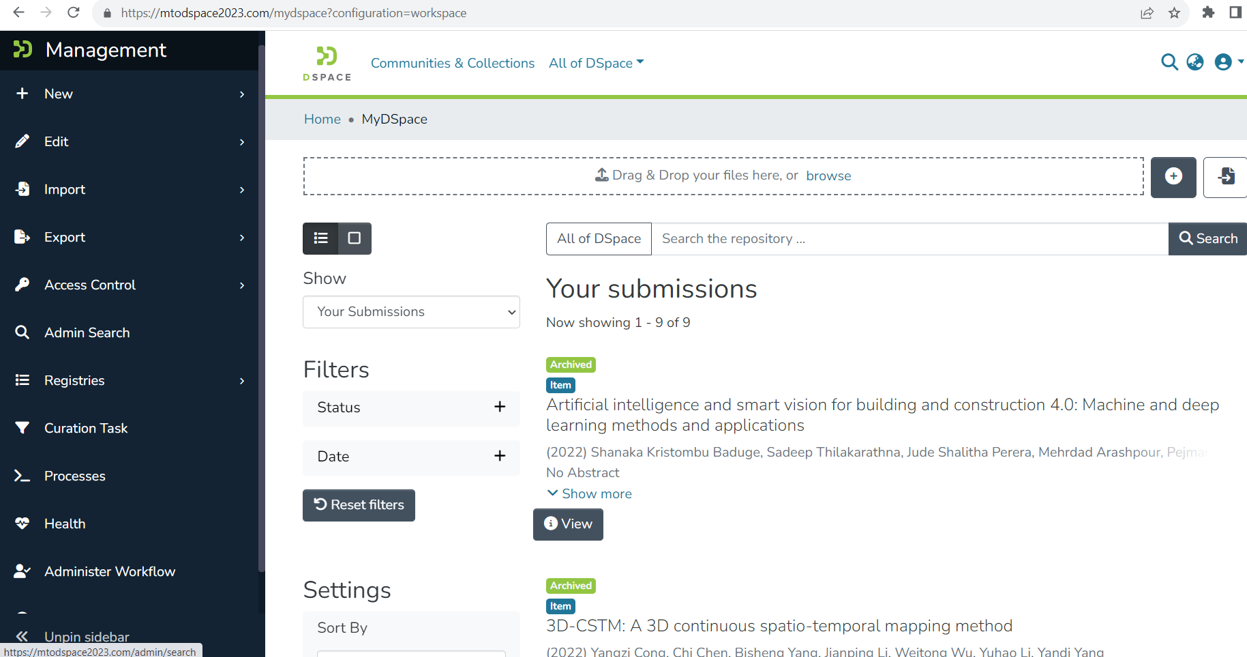 https://mtodspace2023.com/mydspace?configuration=workspace
Management
New
Edit
Import
Export
Access Control
Admin Search
Registries
Curation Task
Processes
Health
Administer Workflow
Unpin sidebar
https://mtodspace2023.com/admin/search
DSPACE
Communities & Collections All of DSpace
Home • MyDSpace
Drag & Drop your files here, or browse
Show
Your Submissions
Filters
Status
Date
Reset filters
Settings
Sort By
All of DSpace Search the repository ... Search
Your submissions
Now showing 1 - 9 of 9
Archived
Item
Artificial intelligence and smart vision for building and construction 4.0: Machine and deep
learning methods and applications
(2022) Shanaka Kristombu Baduge, Sadeep Thilakarathna, Jude Shalitha Perera, Mehrdad Arashpour,
No Abstract
Show more
View
Archived
Item
3D-CSTM: A 3D continuous spatio-temporal mapping method
(2022) Yangzi Cong, Chi Chen, Bisheng Yang, Jianping Li, Weitong Wu, Yuhao Li, Yandi Yang